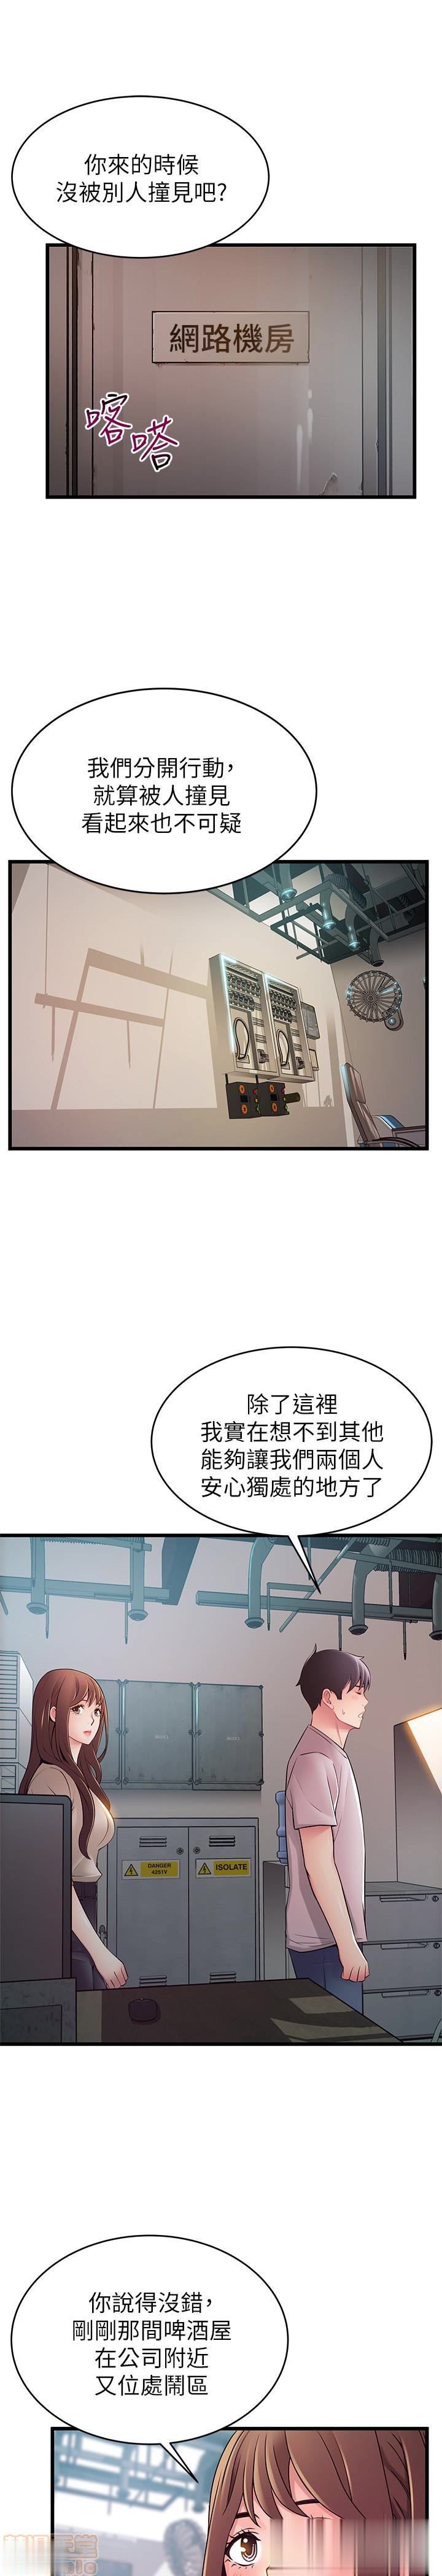 你來的時候
沒被別人撞見吧?
網路機房
喀嗒
我們分開行動，
就算被人撞見
看起來也不可疑
除了這裡
我實在想不到其他
能夠讓我們兩個人
安心獨處的地方了
DANGER
4251V
ISOLATE
你說得沒錯，
剛剛那間啤酒屋
在公司附近
又位處鬧區